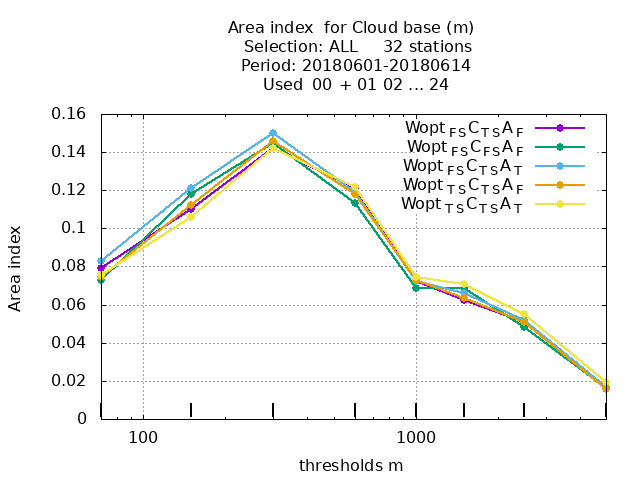 Area index  for Cloud base (m)
Selection: ALL     32 stations
Period: 20180601-20180614
Used  00 + 01 02 ... 24
Area index
0.16
0.14
0.12
0.1
0.08
0.06
0.04
0.02
0
100
1000
thresholds m
Wopt FS C TS A F
Wopt FS C FS A F
Wopt FS C TS A T
Wopt TS C TS A F
Wopt TS C TS A T